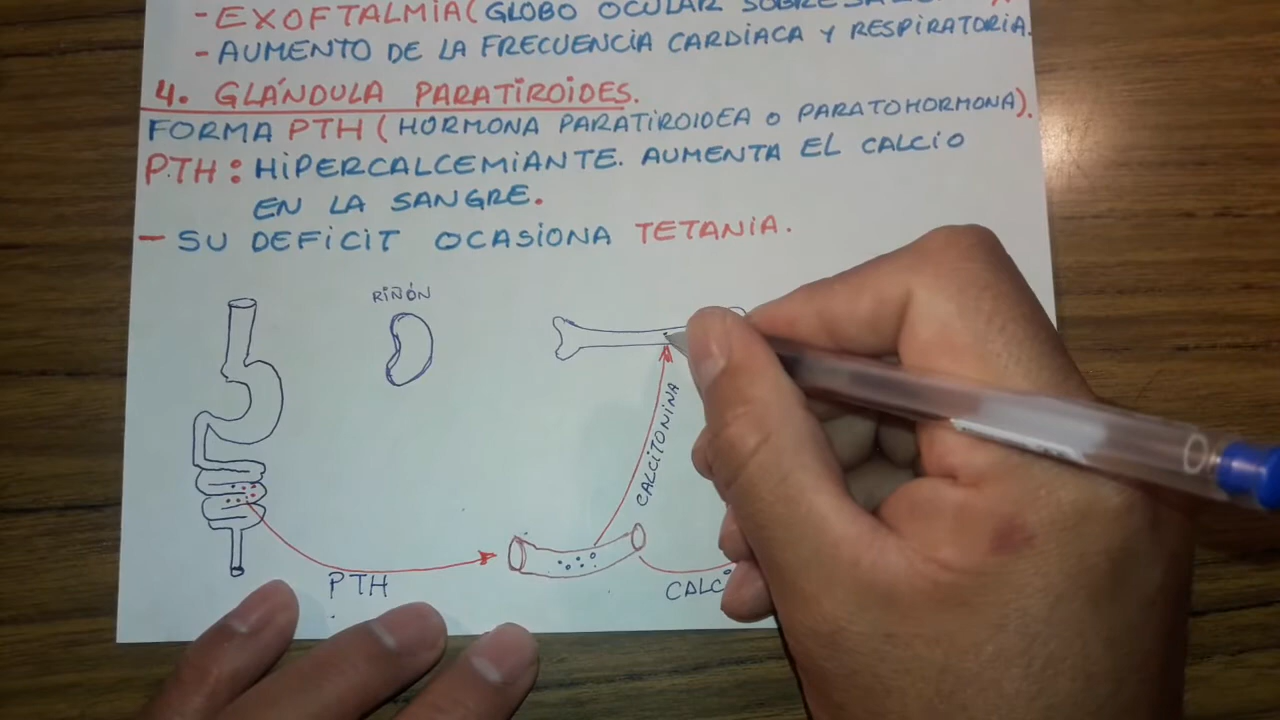 - EXOFTALMIA (GLOBO OCULAR
- AUMENTO DE LA FRECUENCIA CARDIACA Y RESPIRATORIA.
4. GLÁNDULA PARATIROIDES.
FORMA PTH (HORMONA PARATIROIDEA O PARATOHORMONA).
PTH: HIPERCALCEMIANTE. AUMENTA EL CALCIO
EN LA SANGRE.
- SU DEFICIT OCASIONA TETANIA.
RIÑÓN
CALCITONINA
PTH